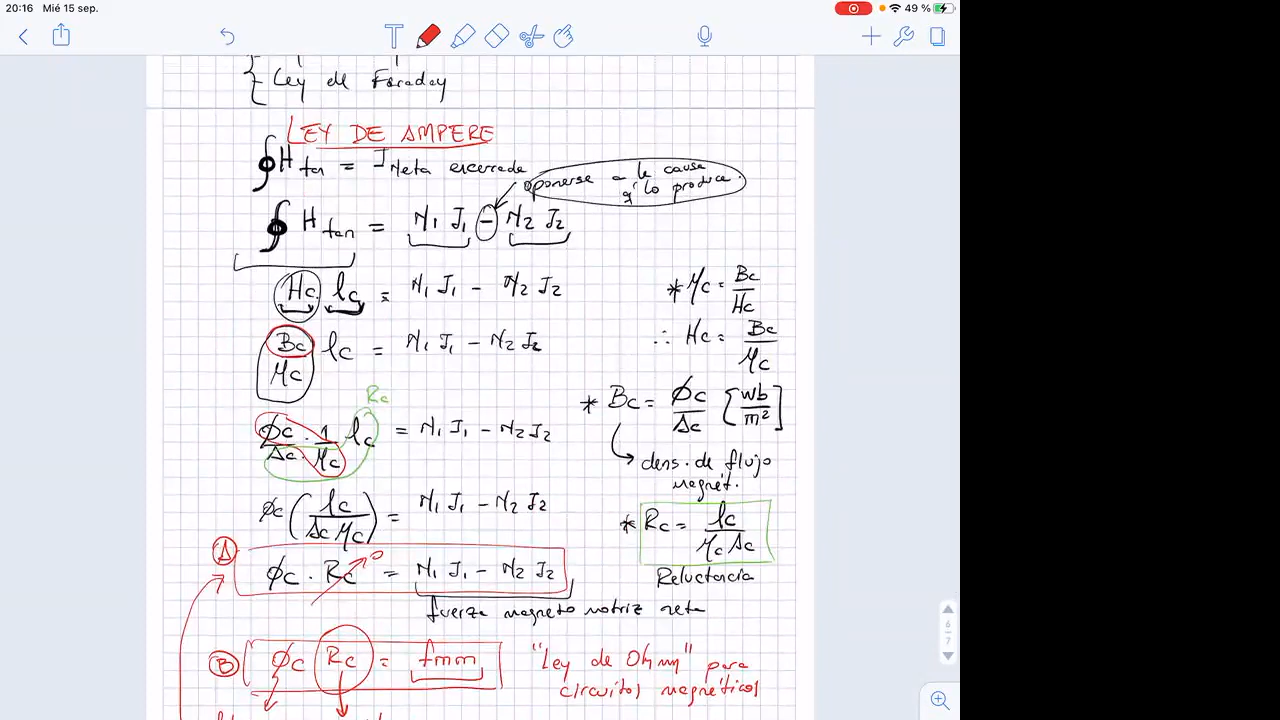 20:16 Mié 15 sep.
49 %
T
Ley de Faraday
LEY DE AMPERE
∮ H tan = I Neta encerrada
oponerse a la causa
q' lo produce.
∮ H tan = N1 I1 − N2 I2
Hc lc = N1 I1 − N2 I2
* μc = Bc / Hc
Bc / μc lc = N1 I1 − N2 I2
∴ Hc = Bc / μc
Rc
* Bc = ϕc / Ac [wb / m²]
ϕc / Ac · 1 / μc lc = N1 I1 − N2 I2
dens. de flujo
magnét.
ϕc ( lc / Ac μc ) = N1 I1 − N2 I2
* Rc = lc / μc Ac
Reluctancia
A ϕc · Rc = N1 I1 − N2 I2
0
fuerza magneto motriz neta
6
7
B ϕc Rc = fmm
"Ley de Ohm" para
circuitos magnéticos